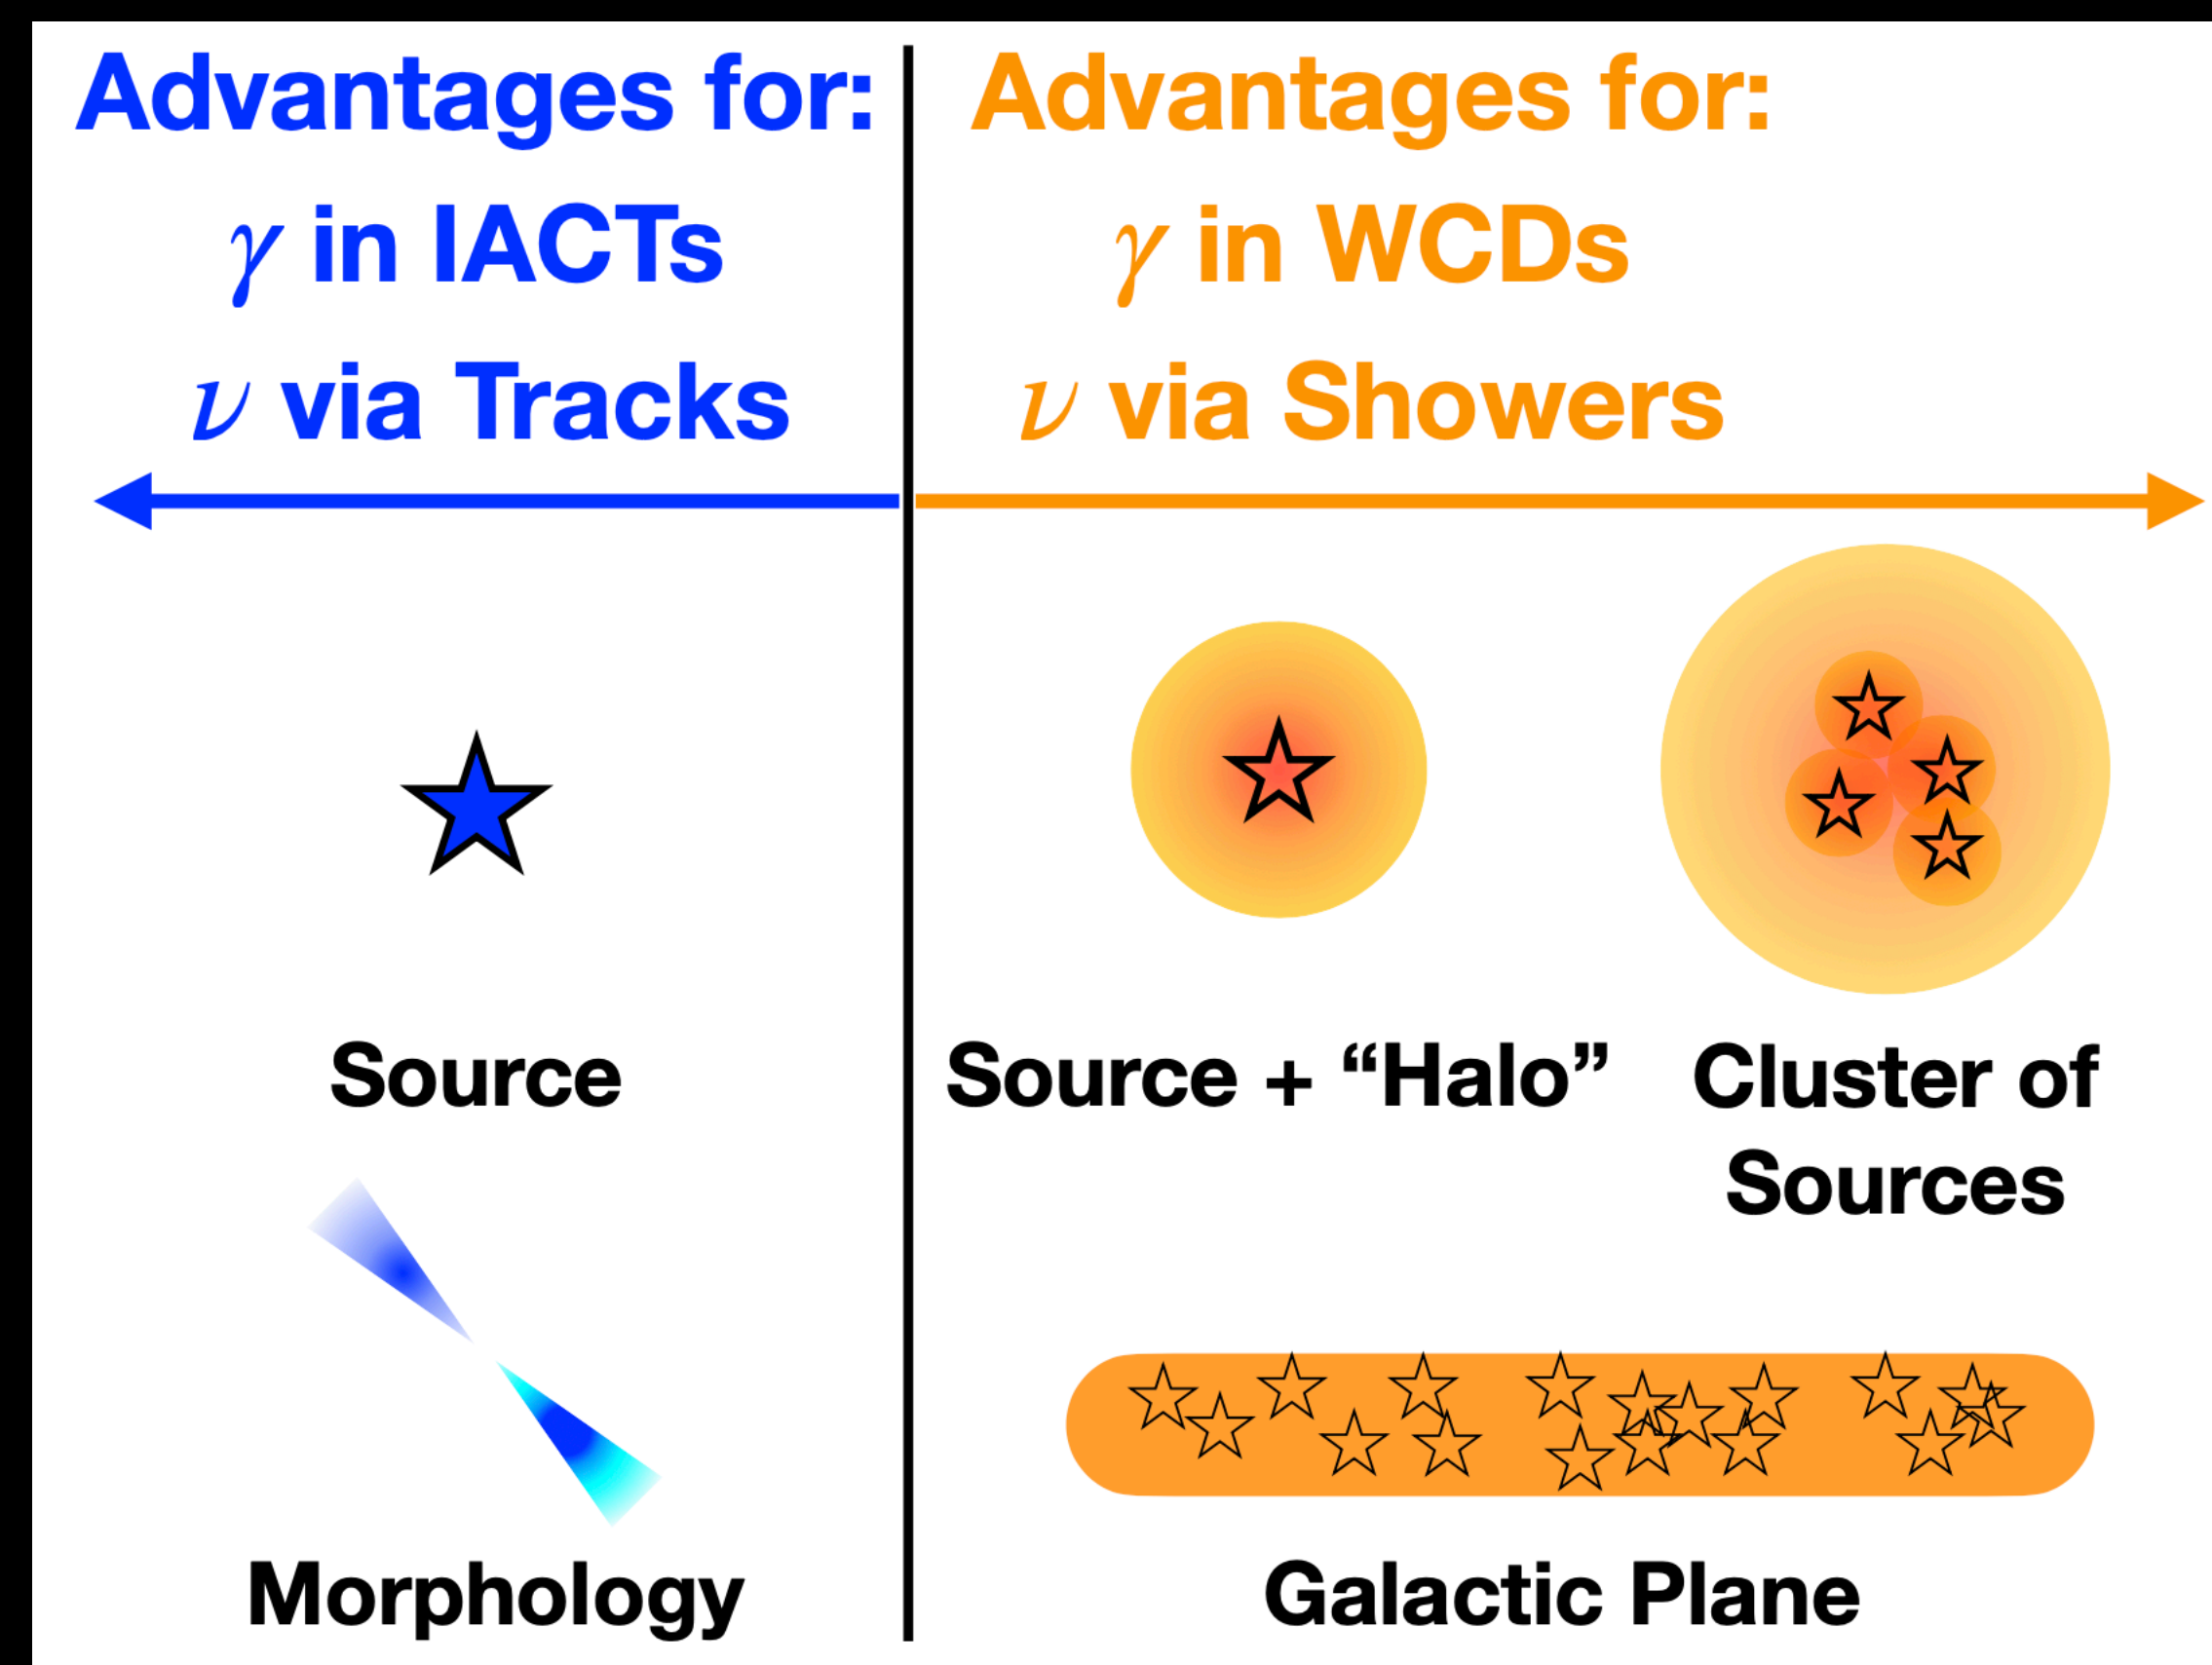 Advantages for:
γ in IACTs
ν via Tracks
Advantages for:
γ in WCDs
ν via Showers
Source
Source + “Halo”
Cluster of
Sources
Morphology
Galactic Plane